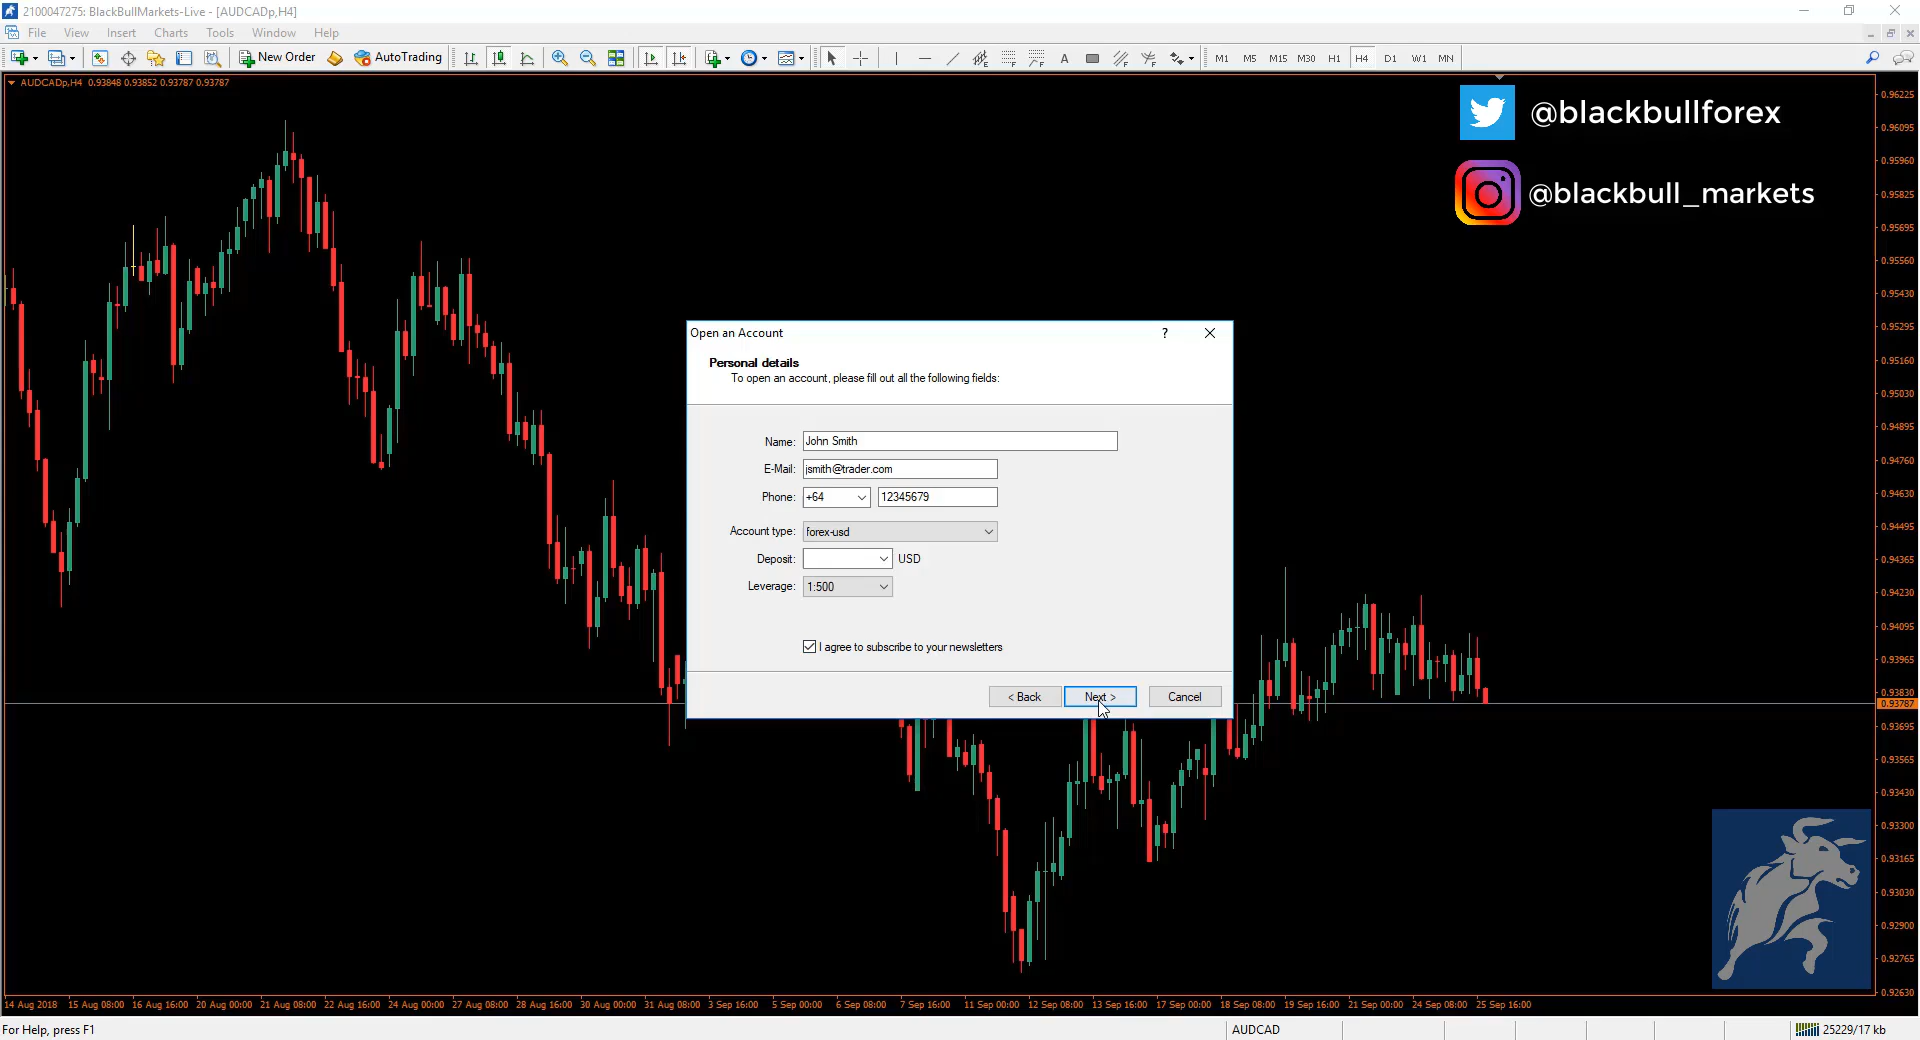 2100047275: BlackBullMarkets-Live - [AUDCADp,H4]
File View Insert Charts Tools Window Help
New Order AutoTrading A M1 M5 M15 M30 H1 H4 D1 W1 MN
AUDCADp,H4 0.93848 0.93852 0.93787 0.93787
@blackbullforex
@blackbull_markets
0.96225
0.96095
0.95960
0.95825
0.95695
0.95560
0.95430
0.95295
0.95160
0.95030
0.94895
0.94760
0.94630
0.94495
0.94365
0.94230
0.94095
0.93965
0.93830
0.93787
0.93695
0.93565
0.93430
0.93300
0.93165
0.93030
0.92900
0.92765
0.92630
Open an Account ?
Personal details
To open an account, please fill out all the following fields:
Name: John Smith
E-Mail: jsmith@trader.com
Phone: +64 12345679
Account type: forex-usd
Deposit: USD
Leverage: 1:500
I agree to subscribe to your newsletters
< Back Next > Cancel
14 Aug 2018 15 Aug 08:00 16 Aug 16:00 20 Aug 00:00 21 Aug 08:00 22 Aug 16:00 24 Aug 00:00 27 Aug 08:00 28 Aug 16:00 30 Aug 00:00 31 Aug 08:00 3 Sep 16:00 5 Sep 00:00 6 Sep 08:00 7 Sep 16:00 11 Sep 00:00 12 Sep 08:00 13 Sep 16:00 17 Sep 00:00 18 Sep 08:00 19 Sep 16:00 21 Sep 00:00 24 Sep 08:00 25 Sep 16:00
For Help, press F1 AUDCAD 25229/17 kb